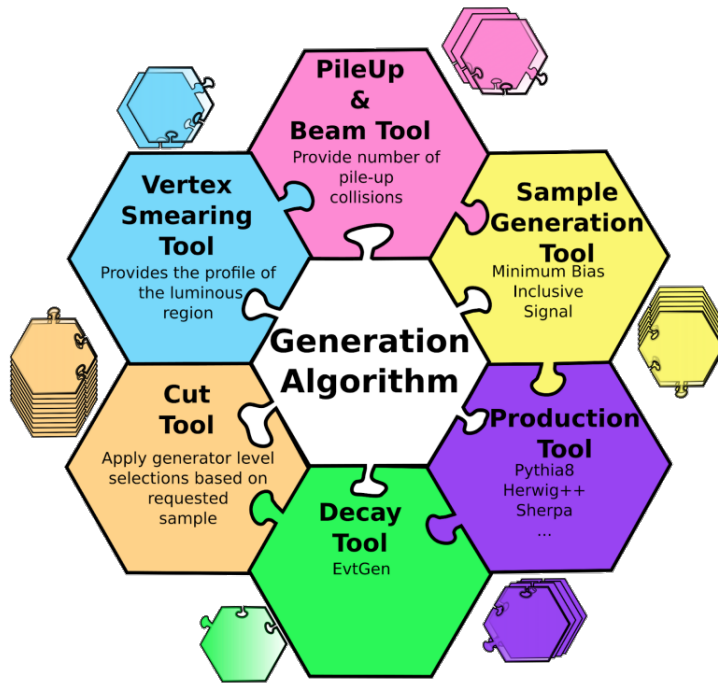 PileUp
&
Beam Tool
Provide number of
pile-up
collisions
Vertex
Smearing
Tool
Provides the profile of
the luminous
region
Sample
Generation
Tool
Minimum Bias
Inclusive
Signal
Generation
Algorithm
Cut
Tool
Apply generator level
selections based on
requested
sample
Production
Tool
Pythia8
Herwig++
Sherpa
...
Decay
Tool
EvtGen